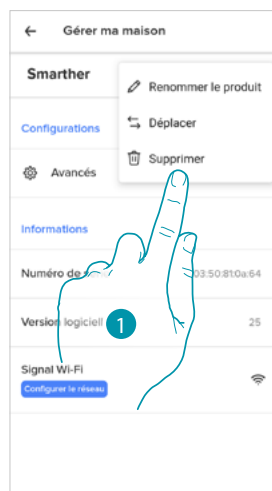 Gérer ma maison
Smarther
Renommer le produit
Déplacer
Supprimer
Configurations
Avancés
Informations
Numéro de 03:50:81:0a:64
Version logiciel 25
1
Signal Wi-Fi
Configurer le réseau